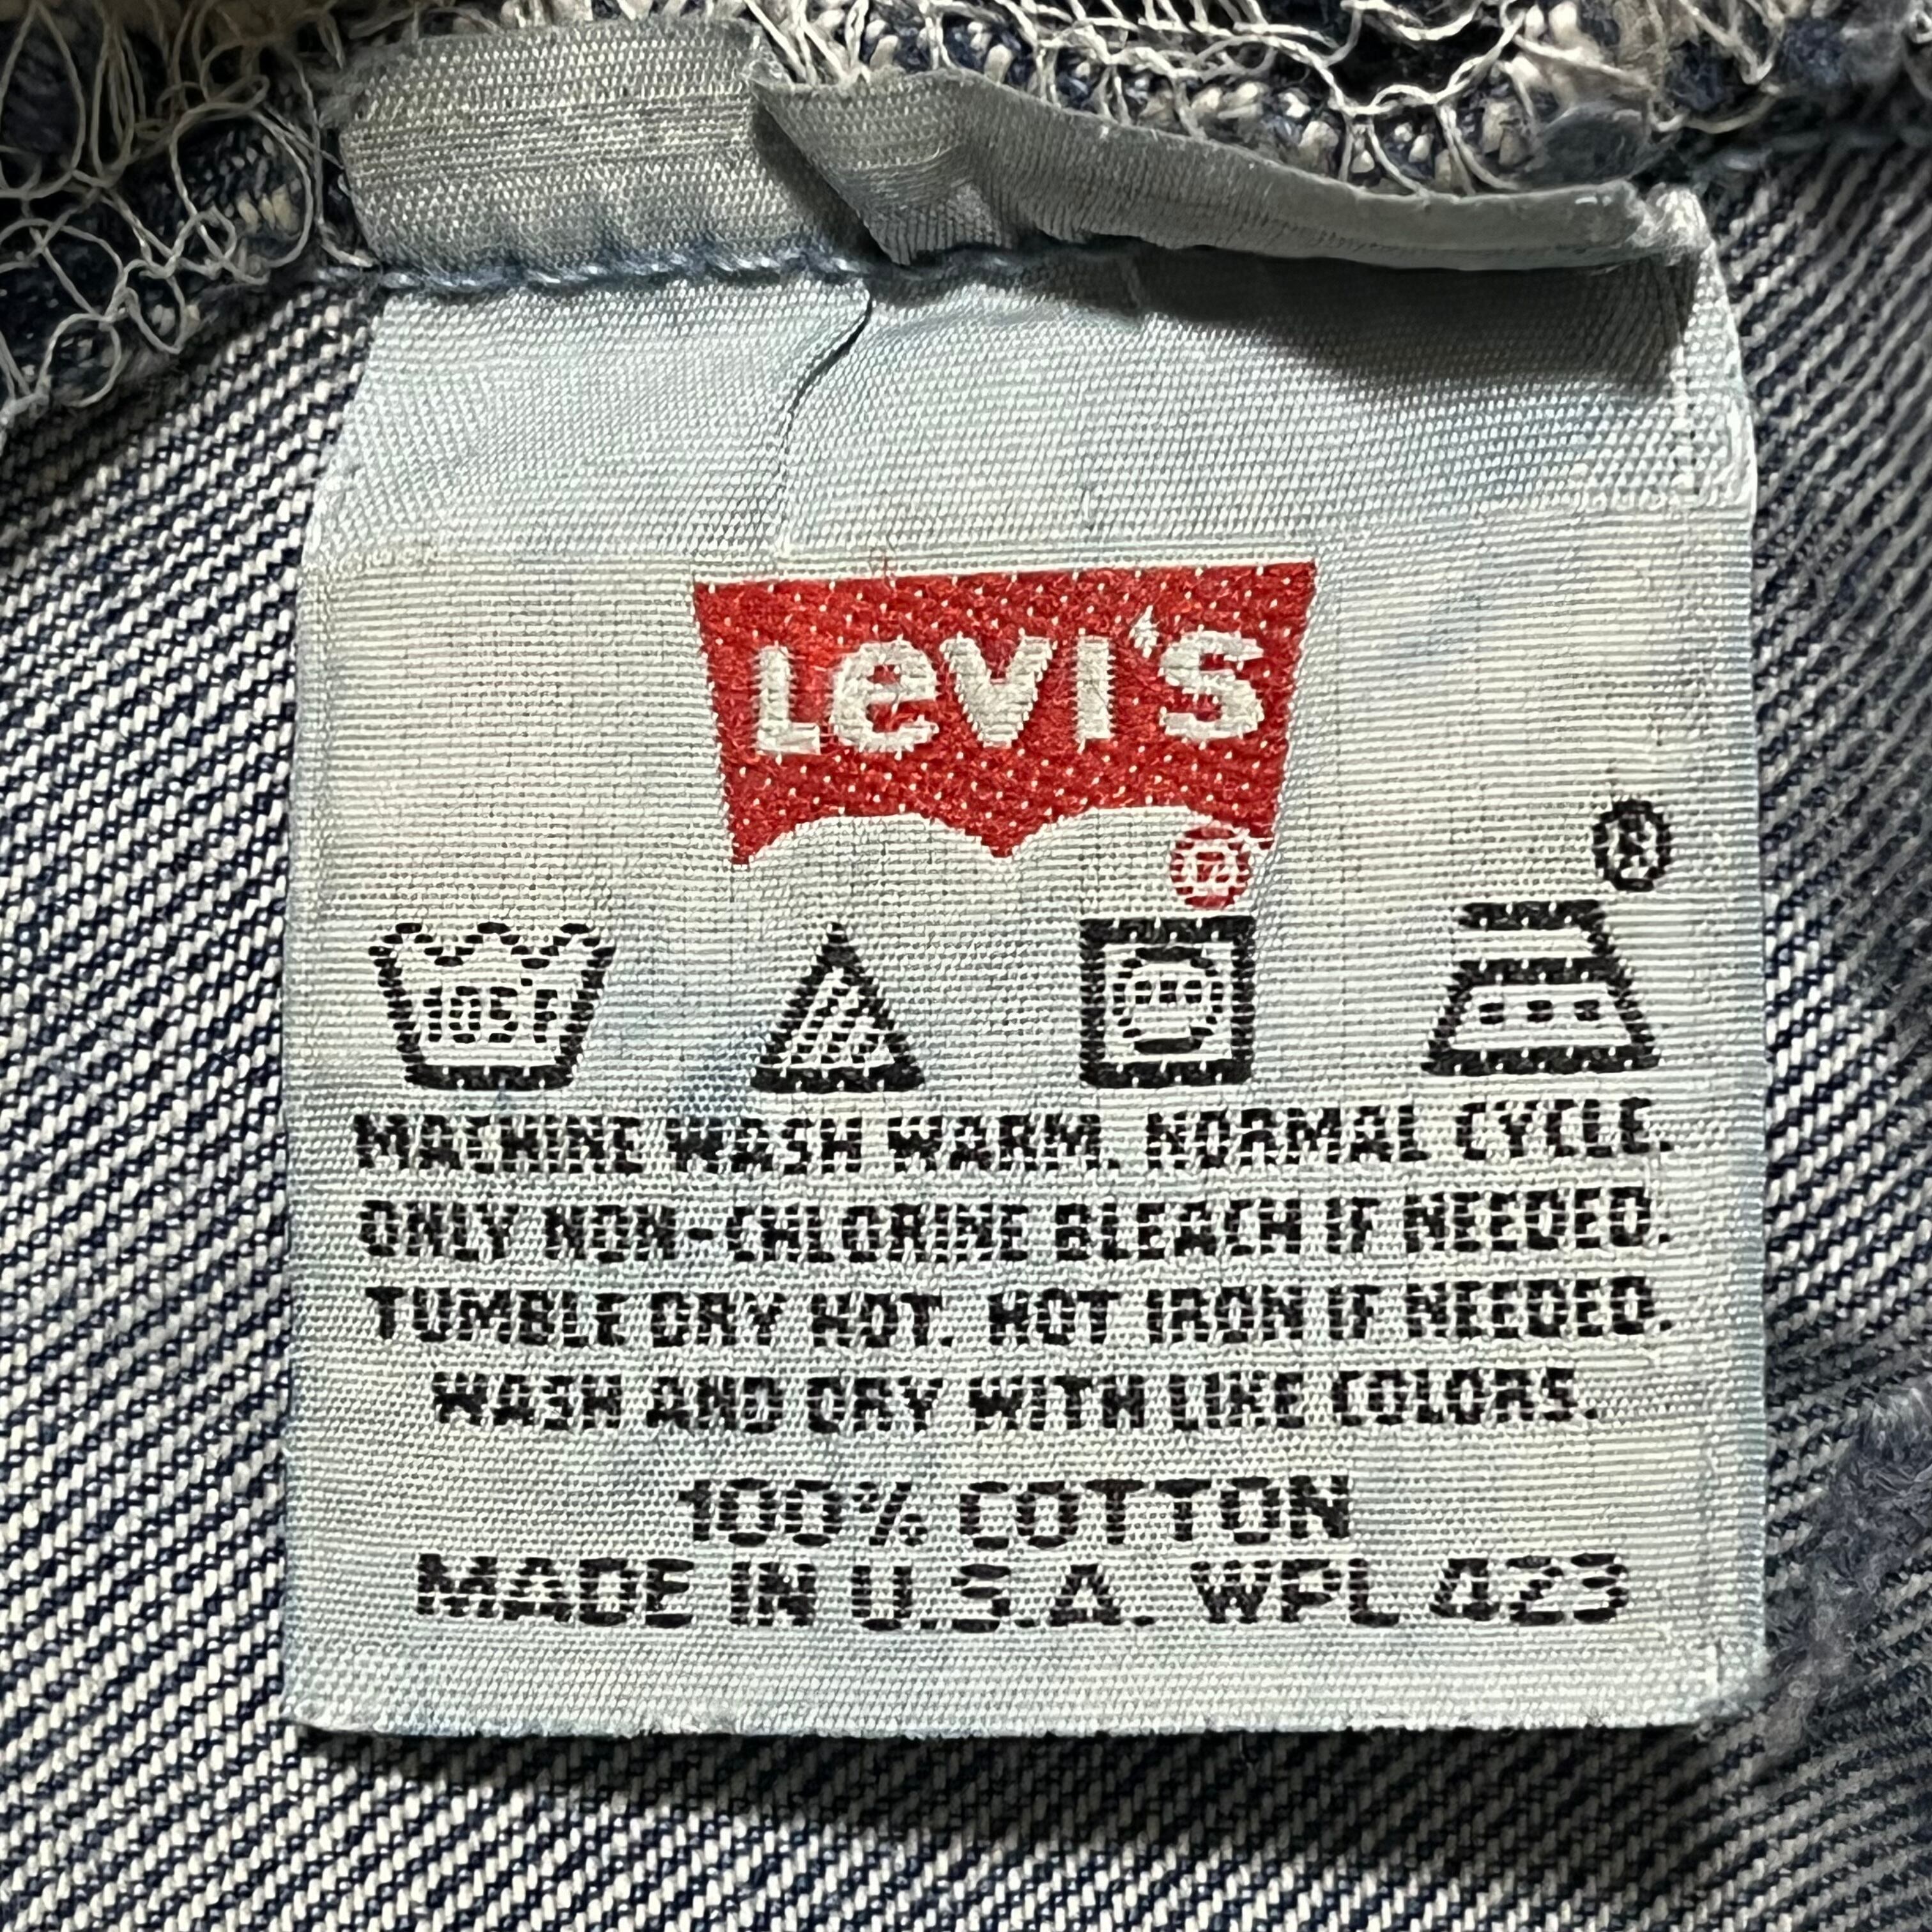 Levi's
®
®
105°F
MACHINE WASH WARM. NORMAL CYCLE.
ONLY NON-CHLORINE BLEACH IF NEEDED.
TUMBLE DRY HOT. HOT IRON IF NEEDED.
WASH AND DRY WITH LIKE COLORS.
100% COTTON
MADE IN U.S.A. WPL 423